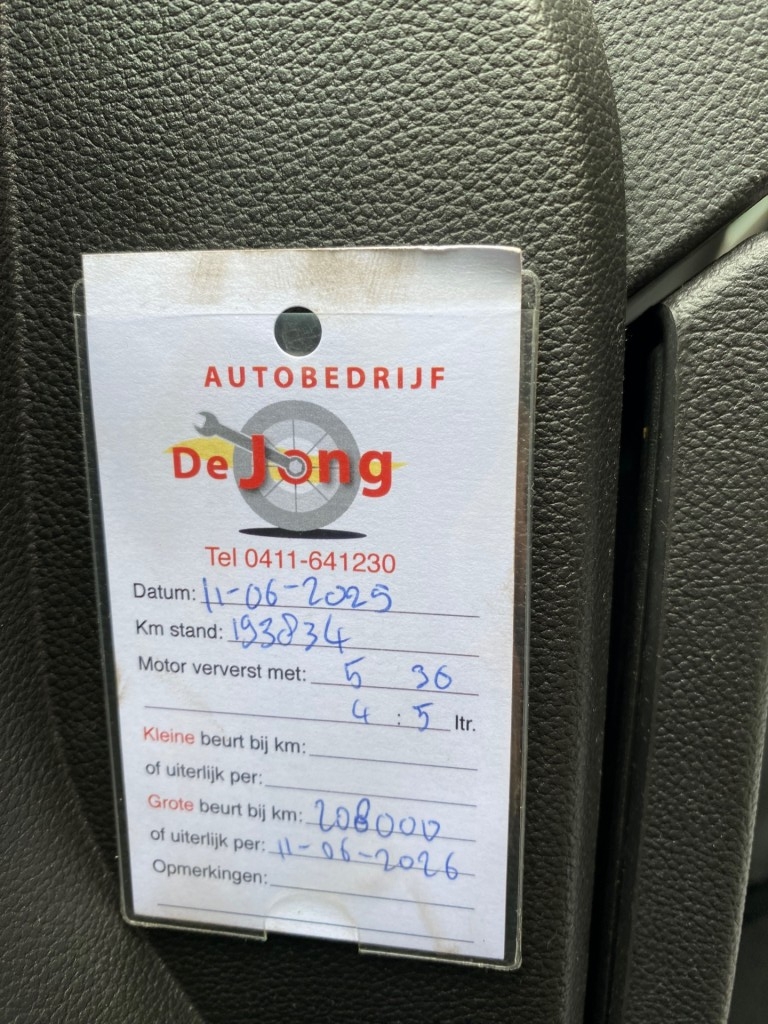 AUTOBEDRIJF
De Jong
Tel 0411-641230
Datum: 11-06-2025
Km stand: 193834
Motor ververst met: 5 30
4 : 5 ltr.
Kleine beurt bij km:
of uiterlijk per:
Grote beurt bij km: 208000
of uiterlijk per: 11-06-2026
Opmerkingen: